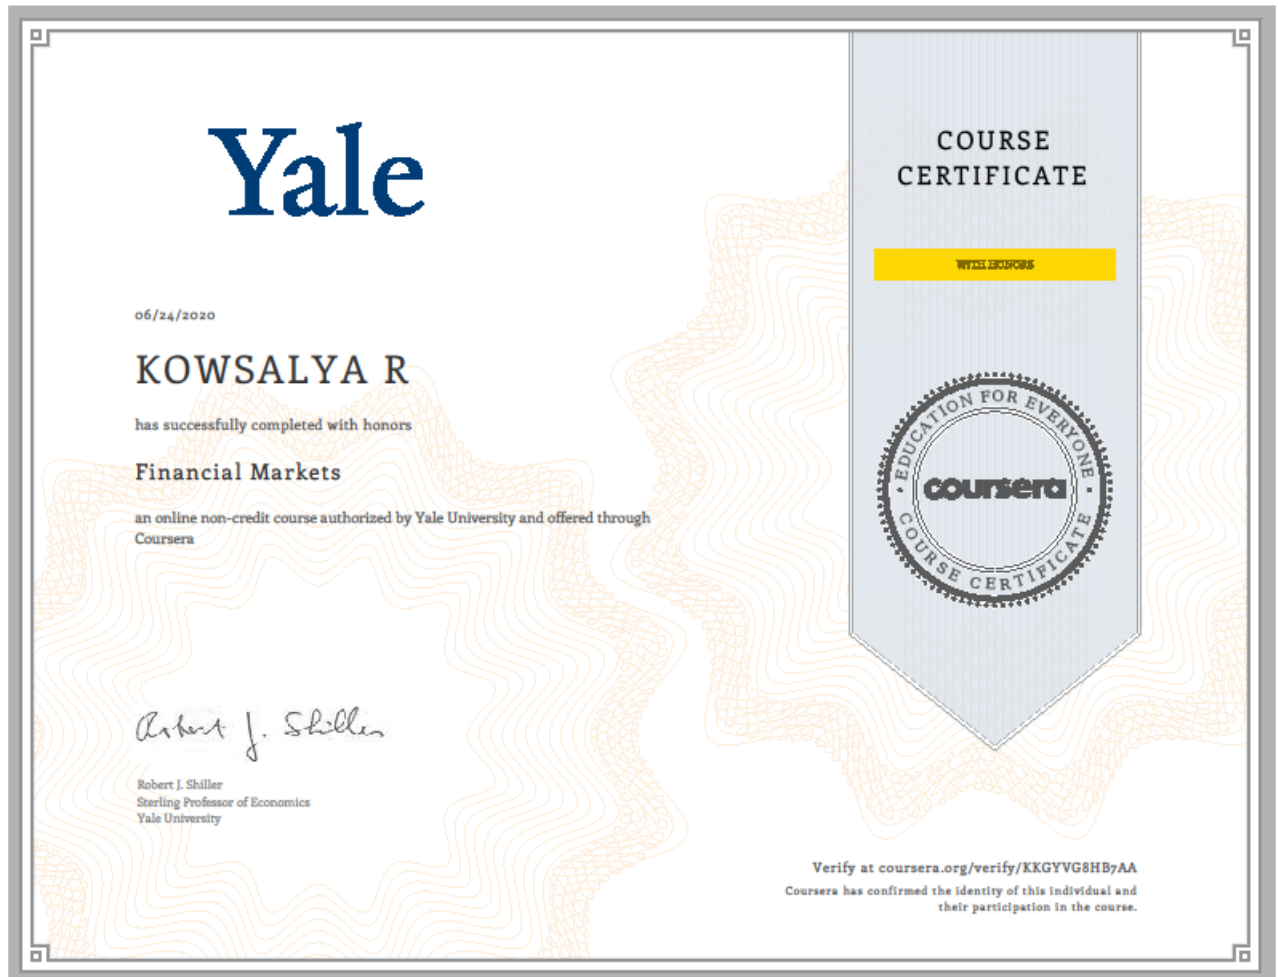 Yale
COURSE
CERTIFICATE
WITH HONORS
06/24/2020
KOWSALYA R
has successfully completed with honors
Financial Markets
an online non-credit course authorized by Yale University and offered through
Coursera
EDUCATION FOR EVERYONE
coursera
COURSE CERTIFICATE
Robert J. Shiller
Robert J. Shiller
Sterling Professor of Economics
Yale University
Verify at coursera.org/verify/KKGYVG8HB7AA
Coursera has confirmed the identity of this individual and
their participation in the course.